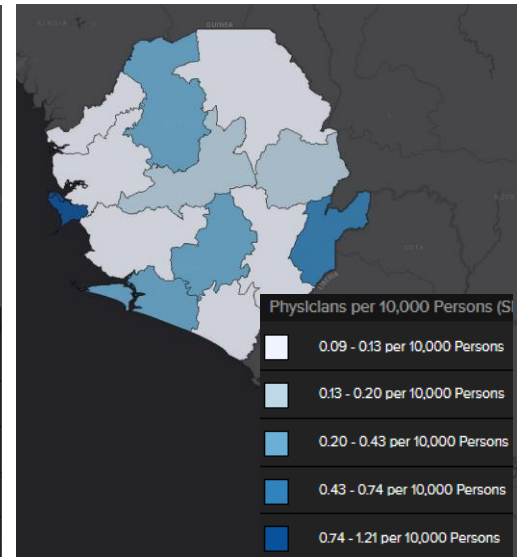 GUINEA
LIBERIA
Physicians per 10,000 Persons (SI
0.09 - 0.13 per 10,000 Persons
0.13 - 0.20 per 10,000 Persons
0.20 - 0.43 per 10,000 Persons
0.43 - 0.74 per 10,000 Persons
0.74 - 1.21 per 10,000 Persons